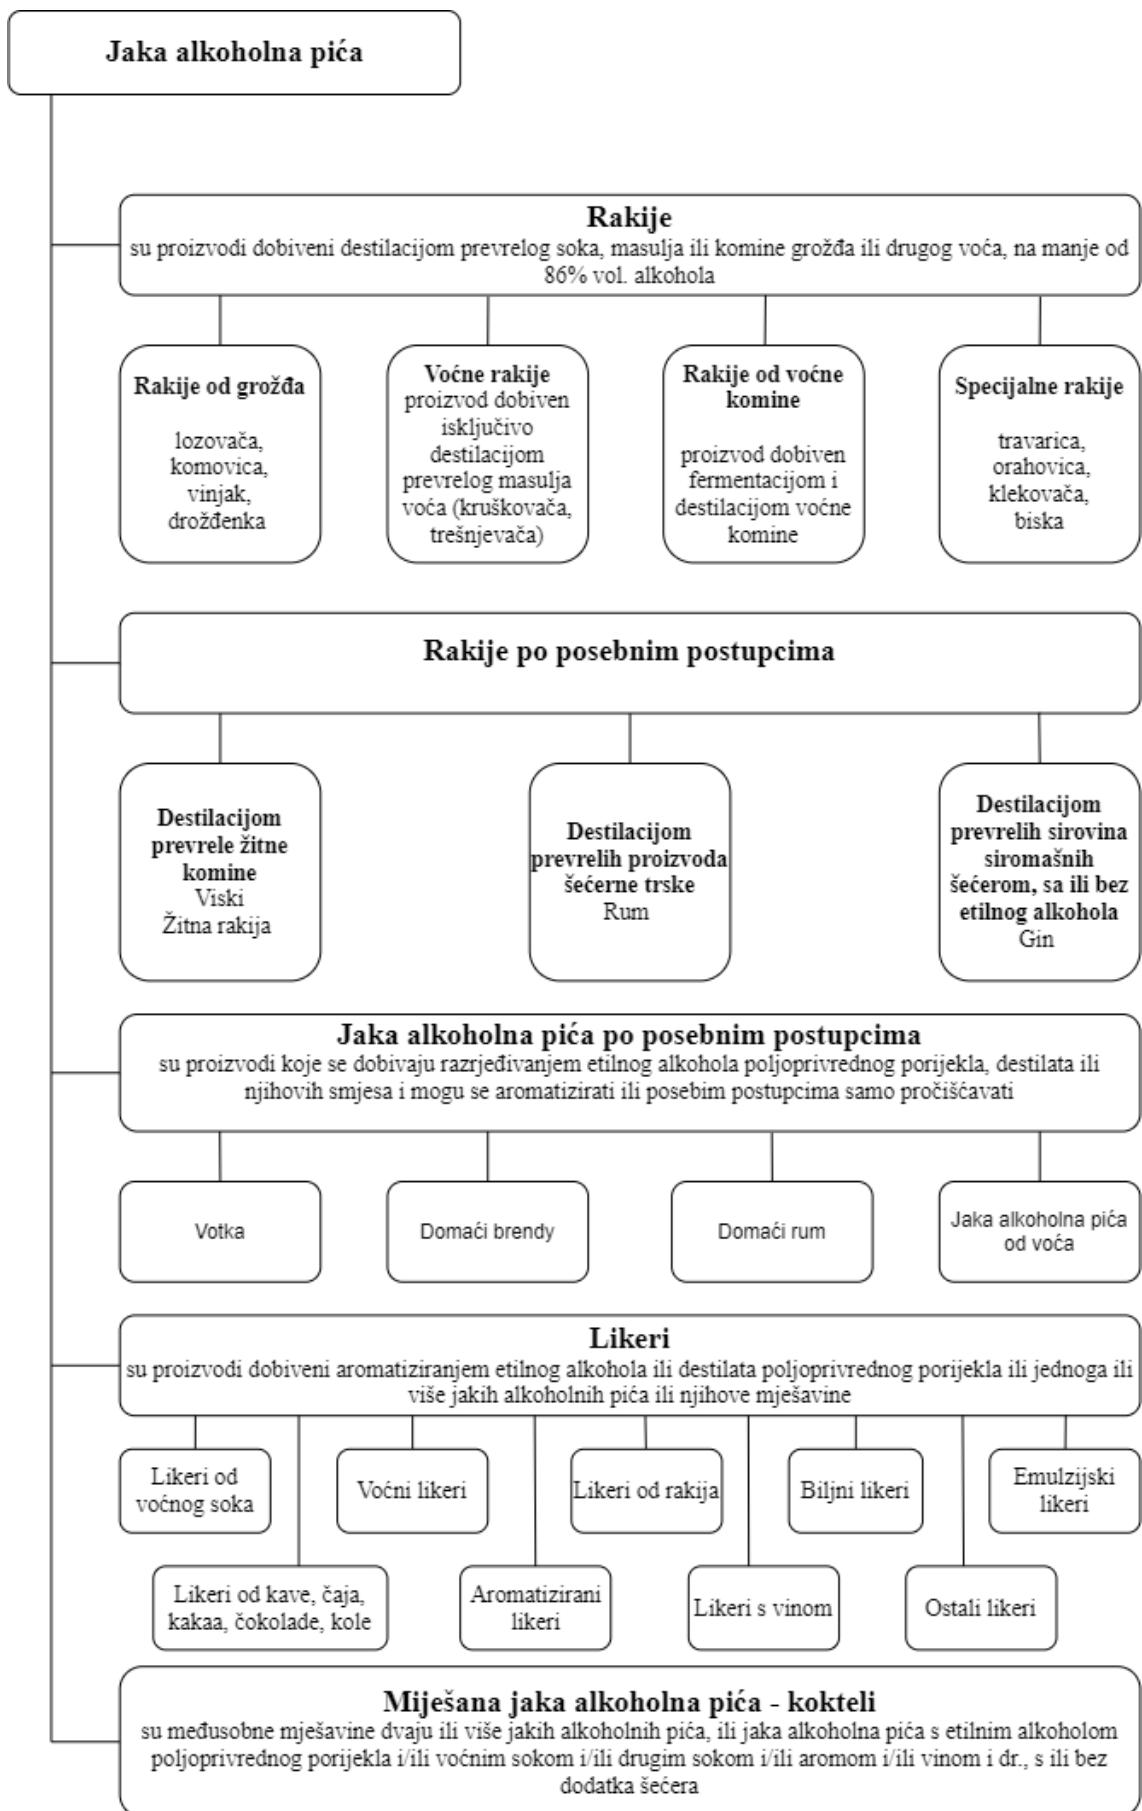 Jaka alkoholna pića
Rakije
su proizvodi dobiveni destilacijom prevrelog soka, masulja ili komine grožđa ili drugog voća, na manje od
86% vol. alkohola
Rakije od grožđa
lozovača,
komovica,
vinjak,
drožđenka
Voćne rakije
proizvod dobiven
isključivo
destilacijom
prevrelog masulja
voća (kruškovača,
trešnjevača)
Rakije od voćne
komine
proizvod dobiven
fermentacijom i
destilacijom voćne
komine
Specijalne rakije
travarica,
orahovica,
klekovača,
biska
Rakije po posebnim postupcima
Destilacijom
prevrele žitne
komine
Viski
Žitna rakija
Destilacijom
prevrelih proizvoda
šećerne trske
Rum
Destilacijom
prevrelih sirovina
siromašnih
šećerom, sa ili bez
etilnog alkohola
Gin
Jaka alkoholna pića po posebnim postupcima
su proizvodi koje se dobivaju razrjeđivanjem etilnog alkohola poljoprivrednog porijekla, destilata ili
njihovih smjesa i mogu se aromatizirati ili posebim postupcima samo pročišćavati
Votka
Domaći brendy
Domaći rum
Jaka alkoholna pića
od voća
Likeri
su proizvodi dobiveni aromatiziranjem etilnog alkohola ili destilata poljoprivrednog porijekla ili jednoga ili
više jakih alkoholnih pića ili njihove mješavine
Likeri od
voćnog soka
Voćni likeri
Likeri od rakija
Biljni likeri
Emulzijski
likeri
Likeri od kave, čaja,
kakaa, čokolade, kole
Aromatizirani
likeri
Likeri s vinom
Ostali likeri
Miješana jaka alkoholna pića - kokteli
su međusobne mješavine dvaju ili više jakih alkoholnih pića, ili jaka alkoholna pića s etilnim alkoholom
poljoprivrednog porijekla i/ili voćnim sokom i/ili drugim sokom i/ili aromom i/ili vinom i dr., s ili bez
dodatka šećera